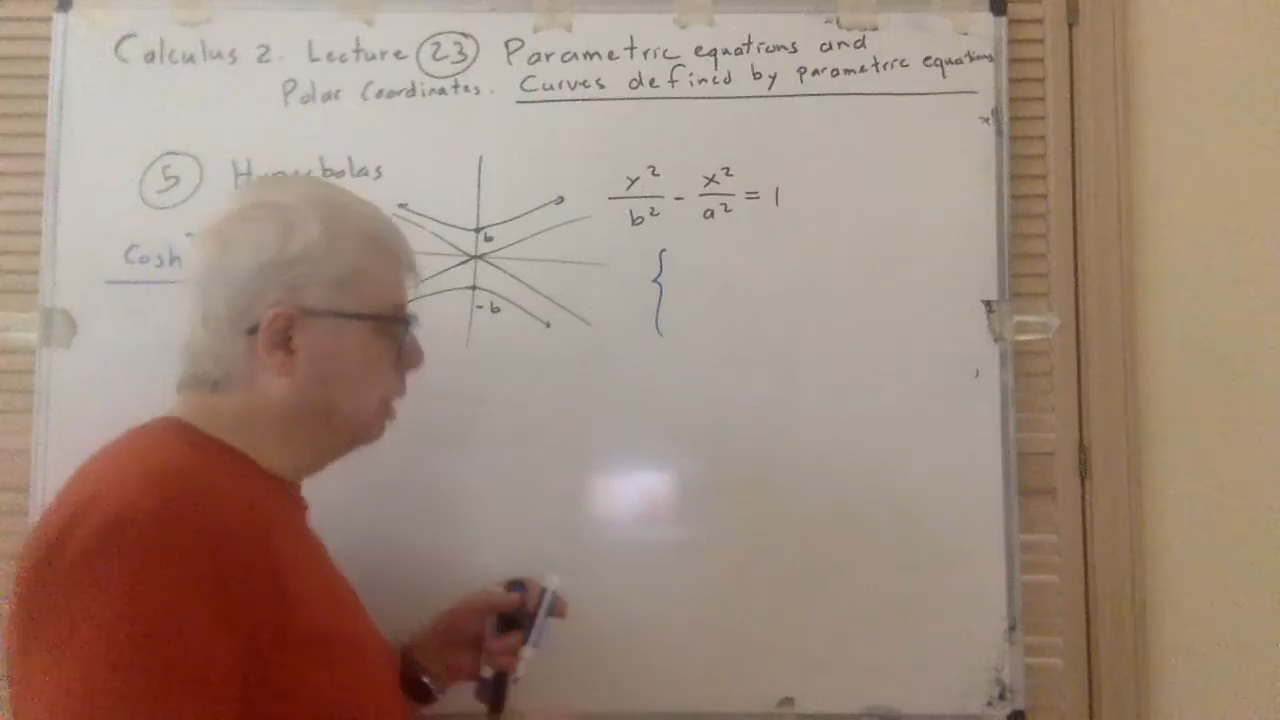 Calculus 2. Lecture 23 Parametric equations and
Polar Coordinates. Curves defined by parametric equations
5 Hyperbolas
y²/b² - x²/a² = 1
b
Cosh
-b